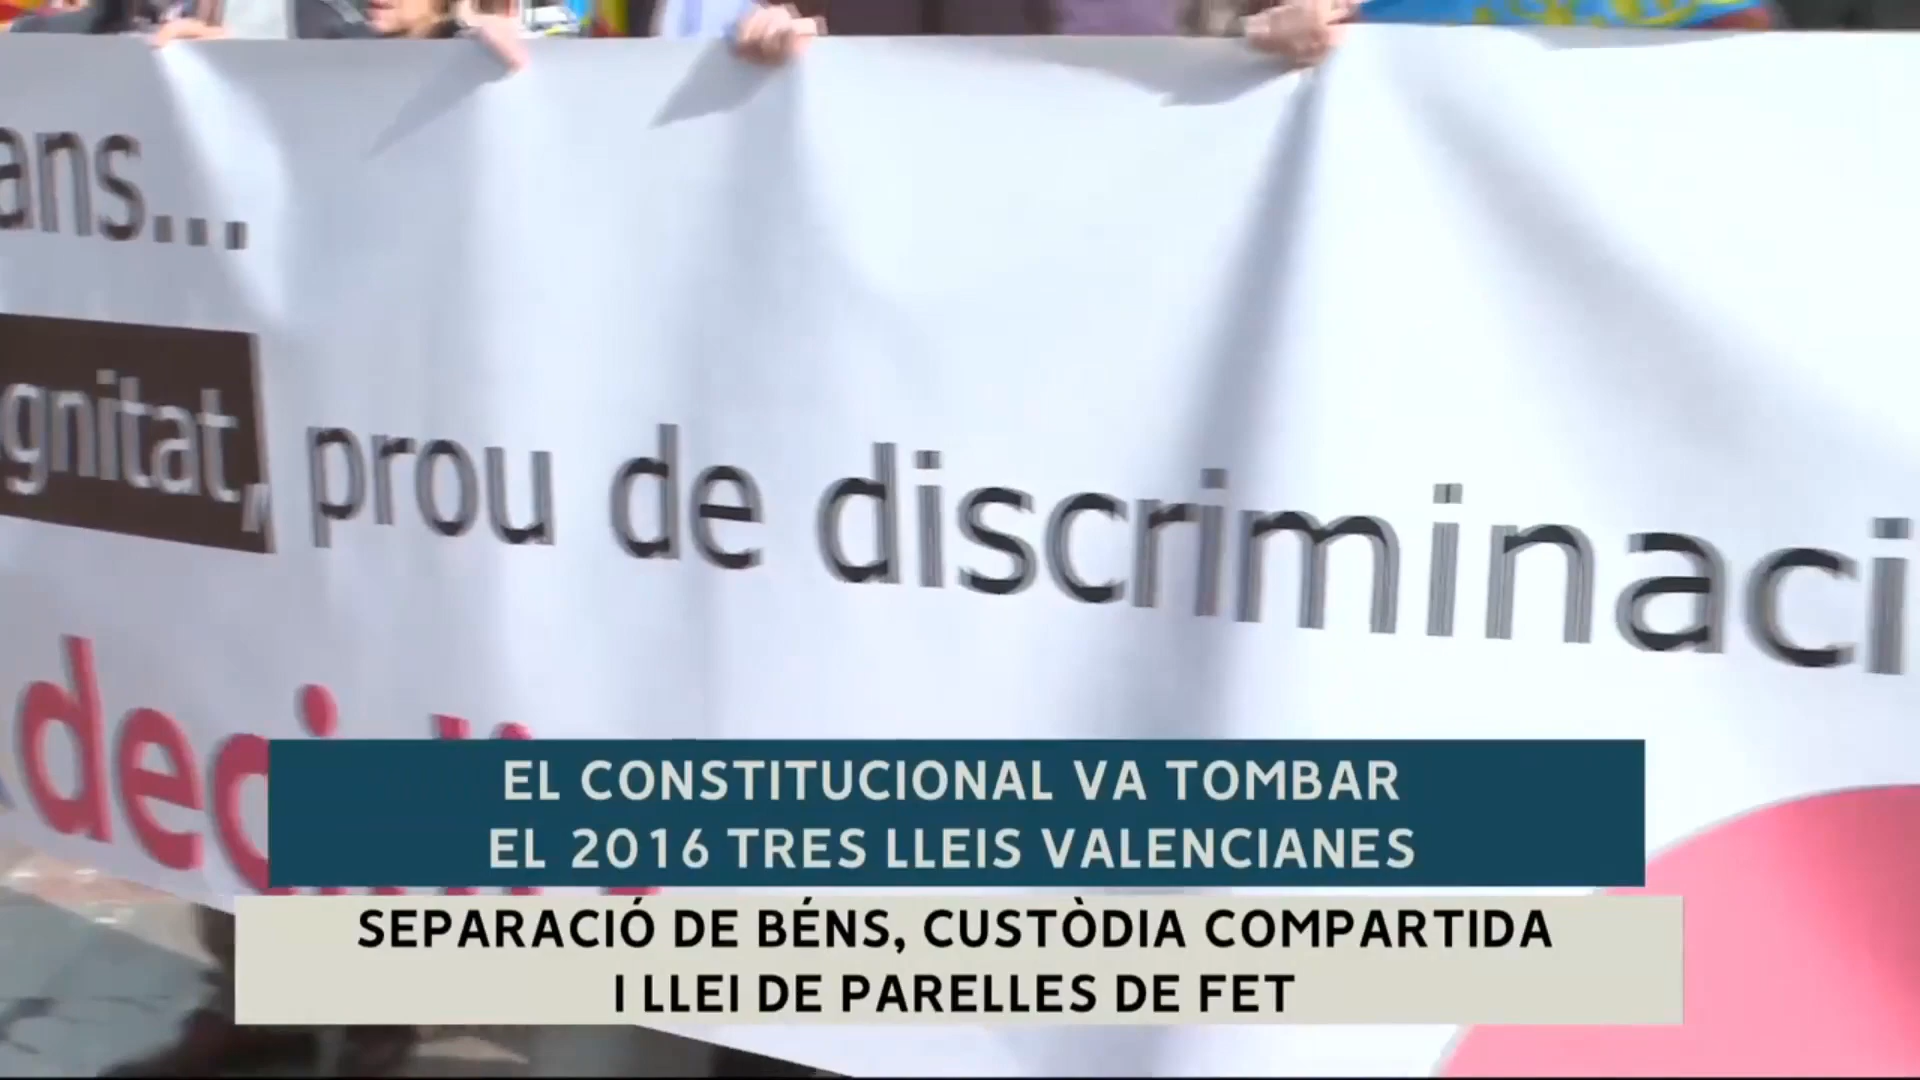 ans...
gnitat, prou de discriminaci
EL CONSTITUCIONAL VA TOMBAR
EL 2016 TRES LLEIS VALENCIANES
SEPARACIÓ DE BÉNS, CUSTÒDIA COMPARTIDA
I LLEI DE PARELLES DE FET